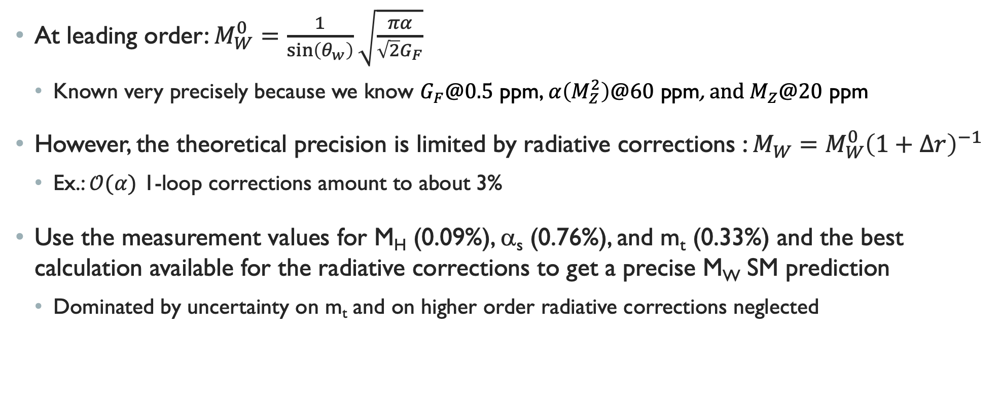 • At leading order: $M_W^0 = \frac{1}{\sin(\theta_w)} \sqrt{\frac{\pi\alpha}{\sqrt{2}G_F}}$
• Known very precisely because we know $G_F$@0.5 ppm, $\alpha(M_Z^2)$@60 ppm, and $M_Z$@20 ppm
• However, the theoretical precision is limited by radiative corrections : $M_W = M_W^0(1 + \Delta r)^{-1}$
• Ex.: $\mathcal{O}(\alpha)$ 1-loop corrections amount to about 3%
• Use the measurement values for M_H (0.09%), α_s (0.76%), and m_t (0.33%) and the best
calculation available for the radiative corrections to get a precise M_W SM prediction
• Dominated by uncertainty on m_t and on higher order radiative corrections neglected